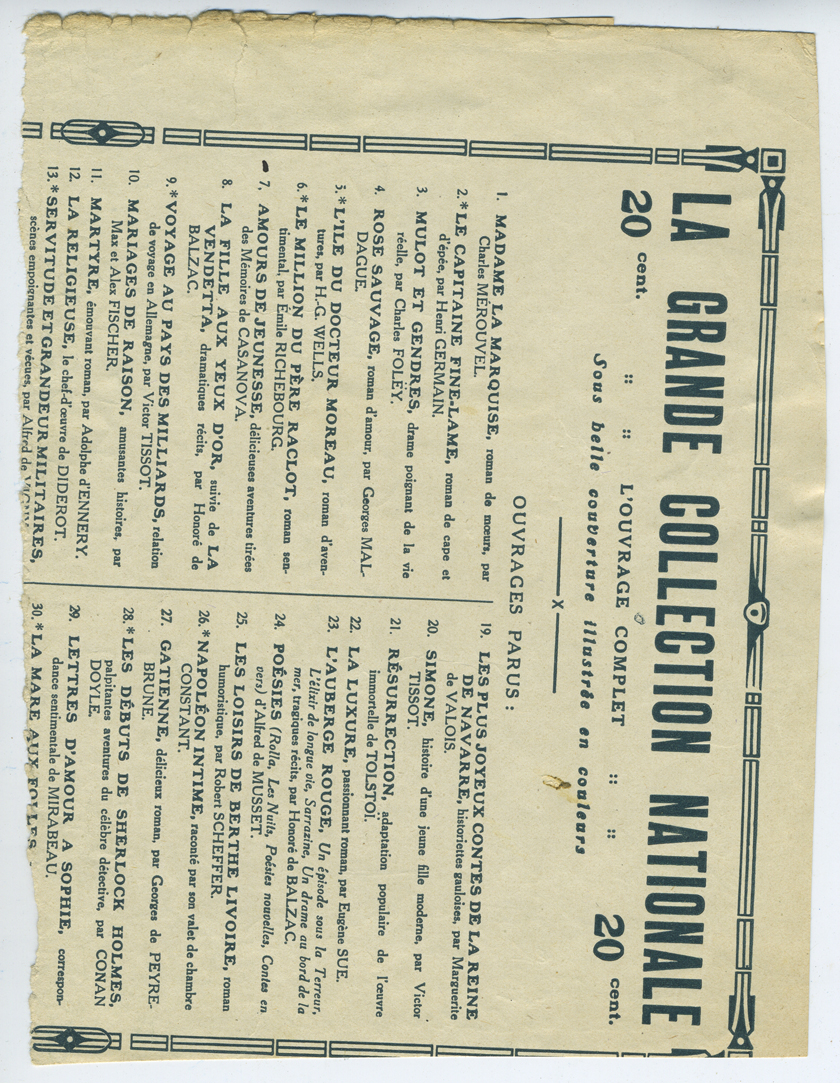 LA GRANDE COLLECTION NATIONALE
20 cent. :: :: L'OUVRAGE COMPLET :: :: 20 cent.
Sous belle couverture illustrée en couleurs
X
OUVRAGES PARUS :
1. MADAME LA MARQUISE, roman de mœurs, par
Charles MÉROUVEL.
2.*LE CAPITAINE FINE-LAME, roman de cape et
d'épée, par Henri GERMAIN.
3. MULOT ET GENDRES, drame poignant de la vie
réelle, par Charles FOLEY.
4. ROSE SAUVAGE, roman d'amour, par Georges MAL-
DAGUE.
5.*L'ILE DU DOCTEUR MOREAU, roman d'aven-
tures, par H.-G. WELLS.
6.*LE MILLION DU PÈRE RACLOT, roman sen-
timental, par Émile RICHEBOURG.
7. AMOURS DE JEUNESSE, délicieuses aventures tirées
des Mémoires de CASANOVA.
8. LA FILLE AUX YEUX D'OR, suivie de LA
VENDETTA, dramatiques récits, par Honoré de
BALZAC.
9.*VOYAGE AU PAYS DES MILLIARDS, relation
de voyage en Allemagne, par Victor TISSOT.
10. MARIAGES DE RAISON, amusantes histoires, par
Max et Alex FISCHER.
11. MARTYRE, émouvant roman, par Adolphe d'ENNERY.
12. LA RELIGIEUSE, le chef-d'œuvre de DIDEROT.
13.*SERVITUDE ET GRANDEUR MILITAIRES,
scènes empoignantes et vécues, par Alfred de VIGNY
19. LES PLUS JOYEUX CONTES DE LA REINE
DE NAVARRE, historiettes gauloises, par Marguerite
de VALOIS.
20. SIMONE, histoire d'une jeune fille moderne, par Victor
TISSOT.
21. RÉSURRECTION, adaptation populaire de l'œuvre
immortelle de TOLSTOÏ.
22. LA LUXURE, passionnant roman, par Eugène SUE.
23. L'AUBERGE ROUGE, Un épisode sous la Terreur,
L'élixir de longue vie, Sarrazine, Un drame au bord de la
mer, tragiques récits, par Honoré de BALZAC.
24. POÉSIES (Rolla, Les Nuits, Poésies nouvelles, Contes en
vers) d'Alfred de MUSSET.
25. LES LOISIRS DE BERTHE LIVOIRE, roman
humoristique, par Robert SCHEFFER.
26.*NAPOLÉON INTIME, raconté par son valet de chambre
CONSTANT.
27. GATIENNE, délicieux roman, par Georges de PEYRE-
BRUNE.
28.*LES DÉBUTS DE SHERLOCK HOLMES,
palpitantes aventures du célèbre détective, par CONAN
DOYLE.
29. LETTRES D'AMOUR A SOPHIE, correspon-
dance sentimentale de MIRABEAU.
30.*LA MARE AUX FOLLES